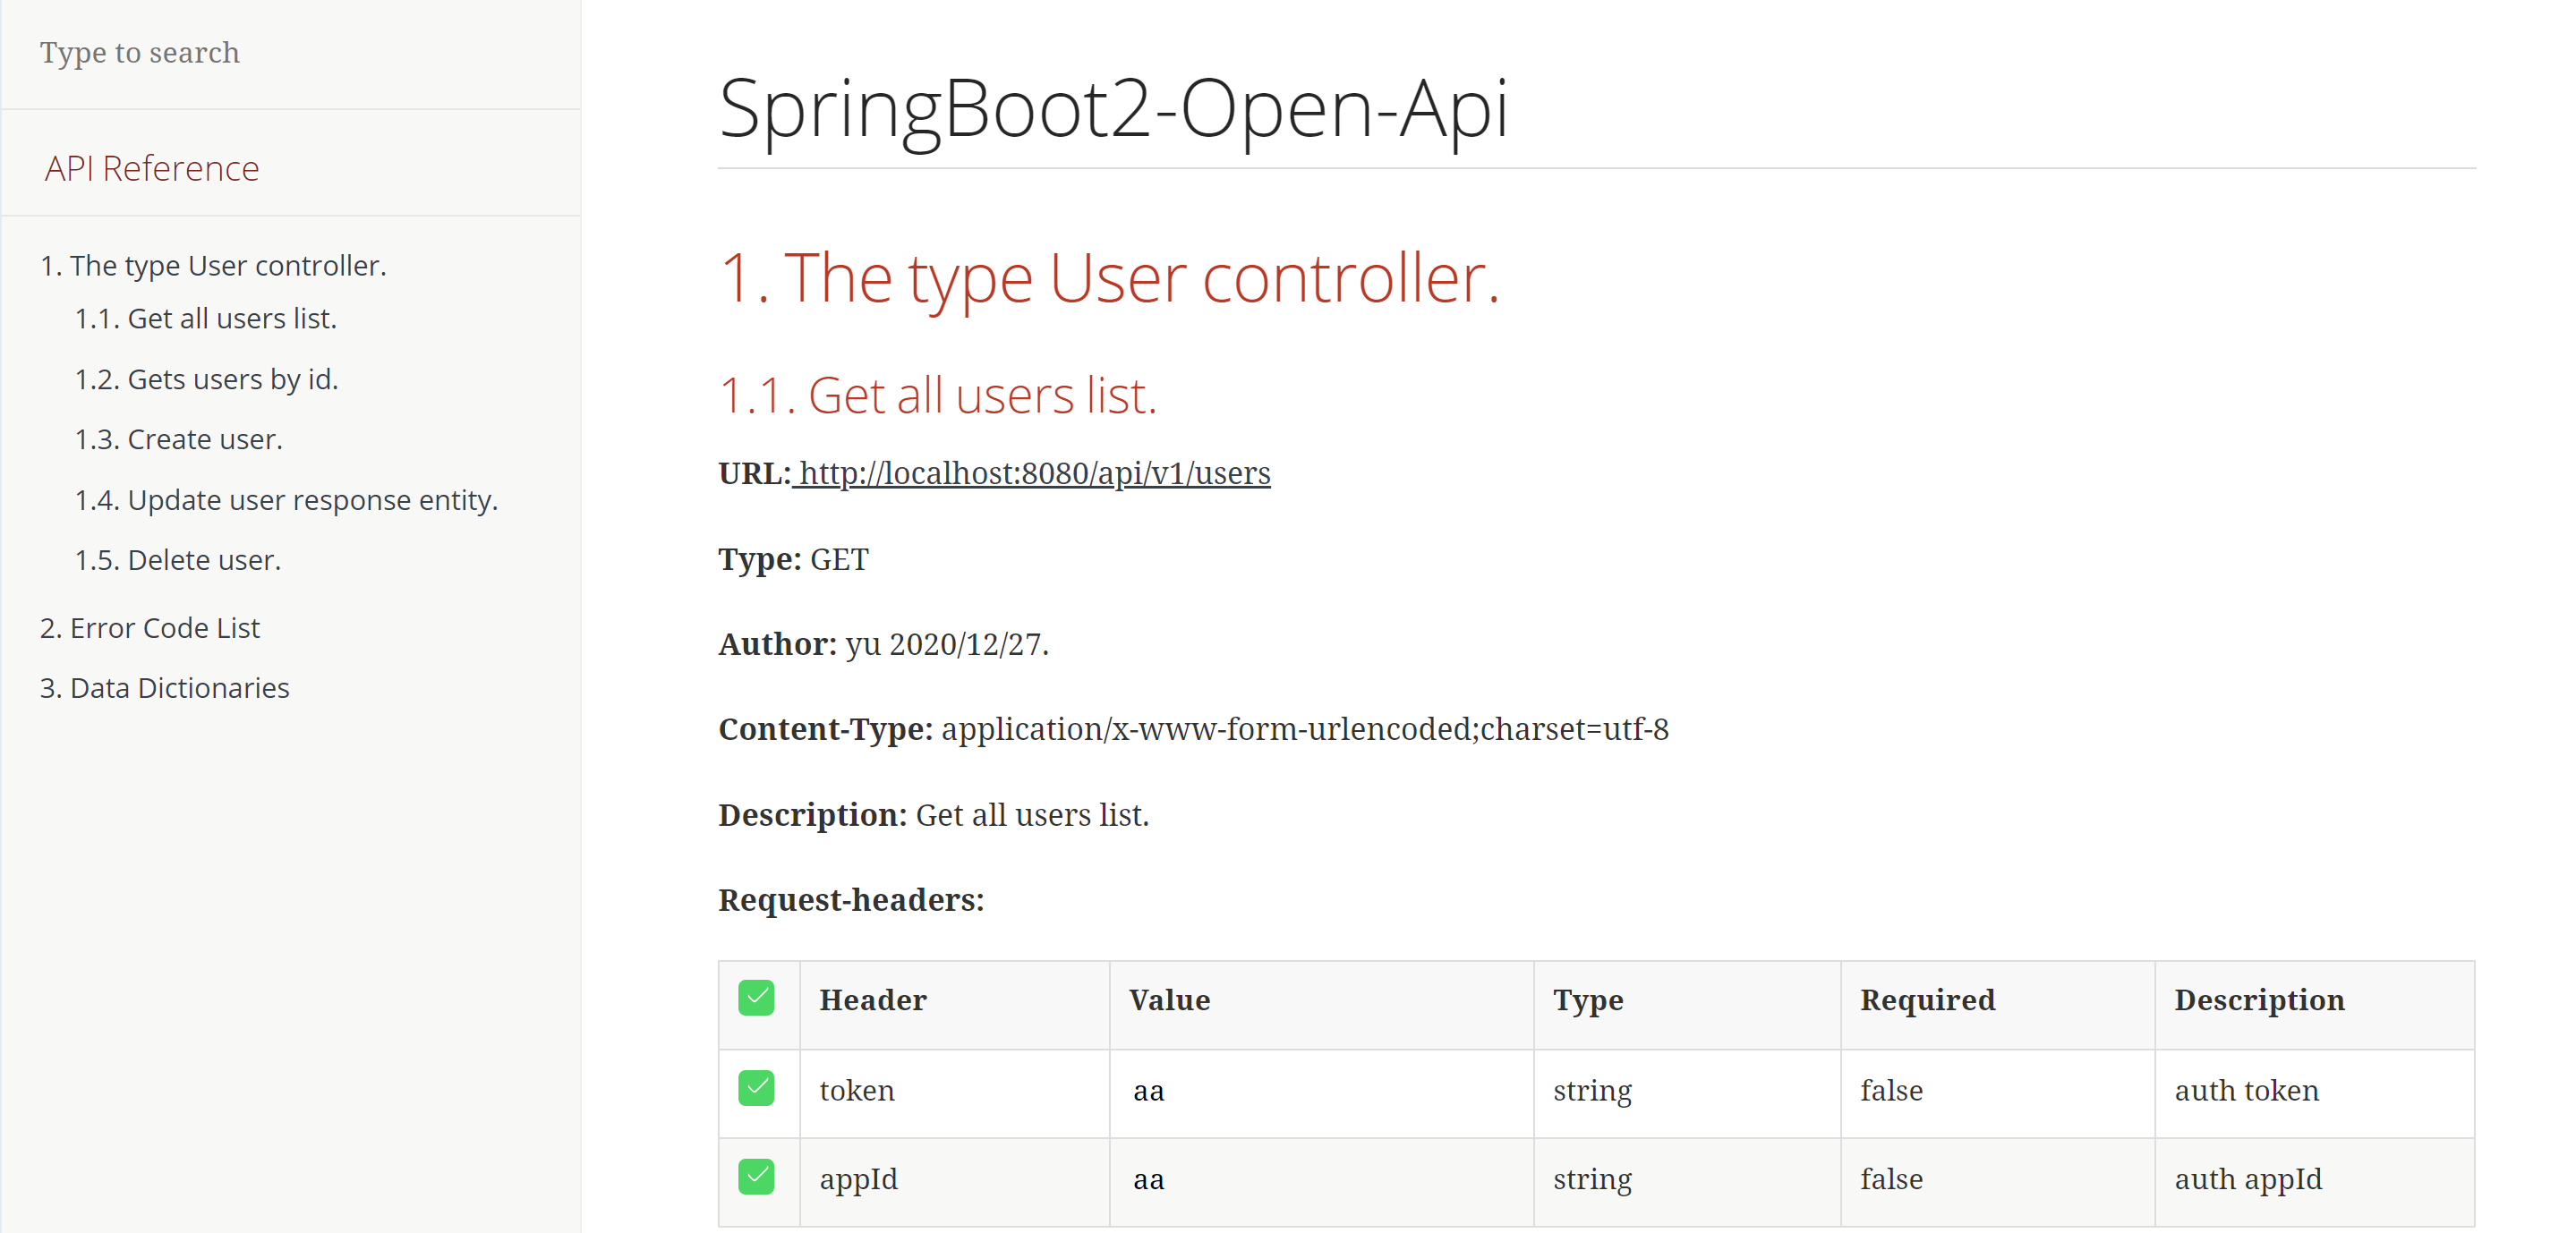 Type to search
API Reference
1. The type User controller.
1.1. Get all users list.
1.2. Gets users by id.
1.3. Create user.
1.4. Update user response entity.
1.5. Delete user.
2. Error Code List
3. Data Dictionaries
SpringBoot2-Open-Api
1. The type User controller.
1.1. Get all users list.
URL: http://localhost:8080/api/v1/users
Type: GET
Author: yu 2020/12/27.
Content-Type: application/x-www-form-urlencoded;charset=utf-8
Description: Get all users list.
Request-headers:
Header Value Type Required Description
token aa string false auth token
appId aa string false auth appId